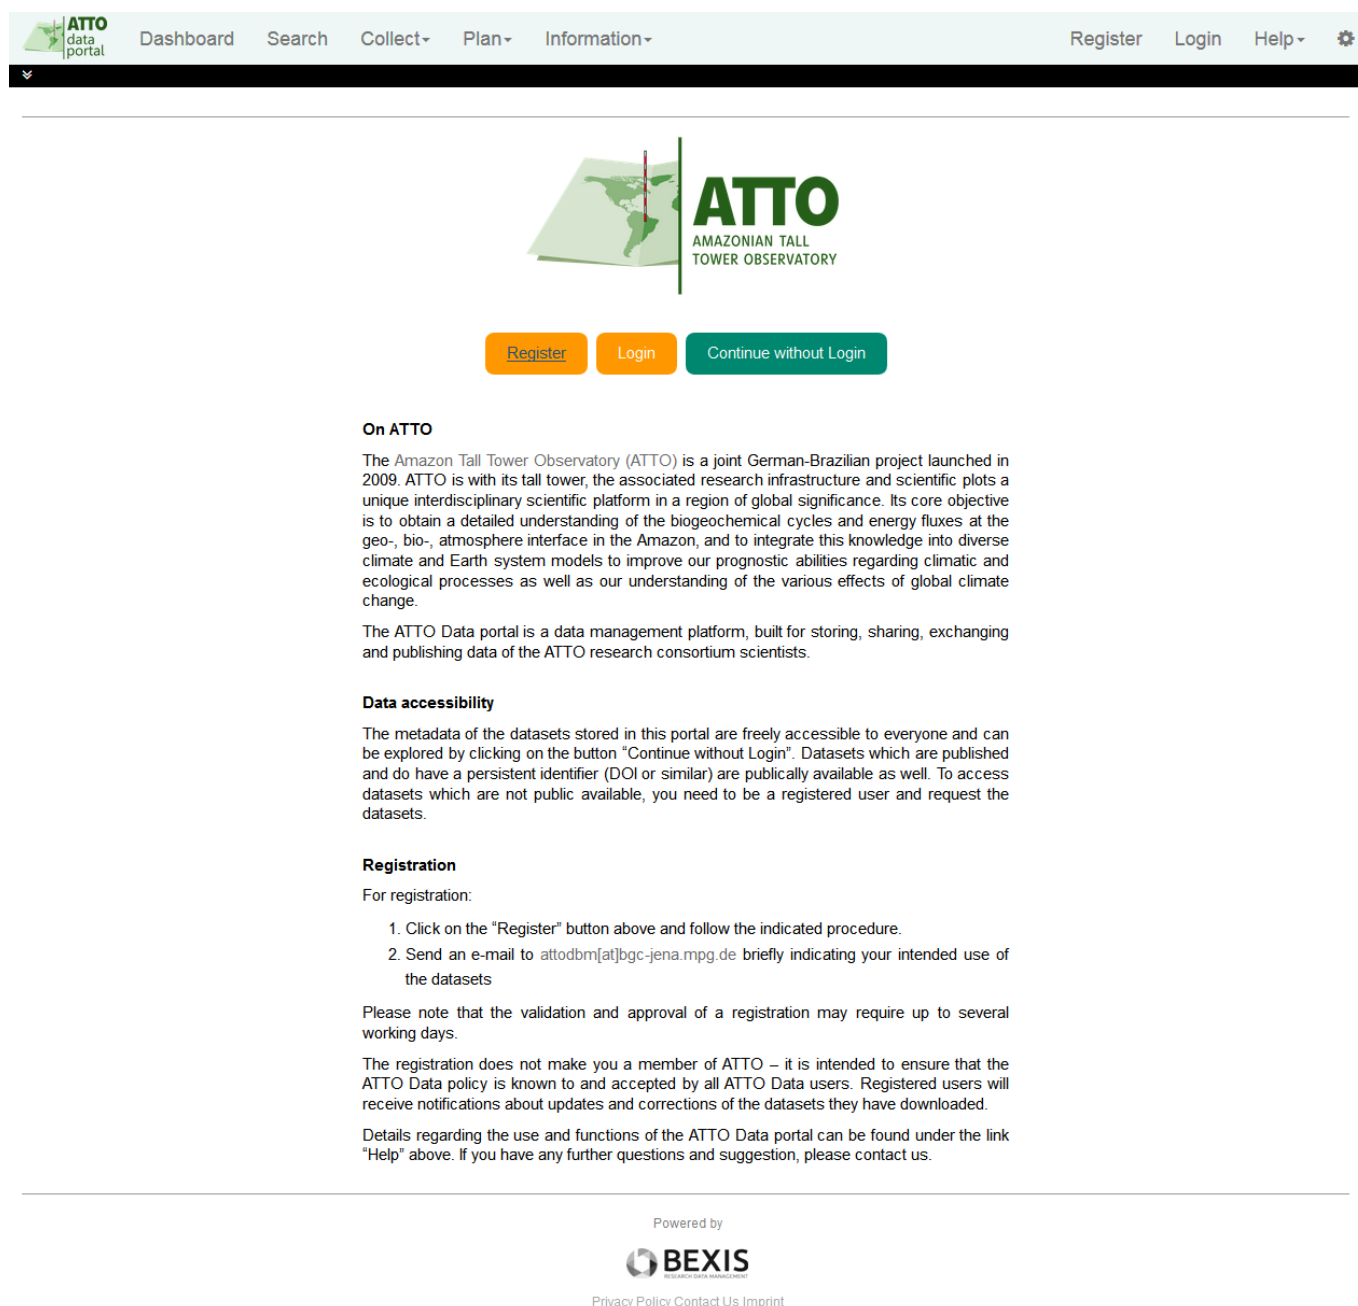 ATTO
data
portal
Dashboard Search Collect Plan Information Register Login Help
ATTO
AMAZONIAN TALL
TOWER OBSERVATORY
Register Login Continue without Login
On ATTO
The Amazon Tall Tower Observatory (ATTO) is a joint German-Brazilian project launched in
2009. ATTO is with its tall tower, the associated research infrastructure and scientific plots a
unique interdisciplinary scientific platform in a region of global significance. Its core objective
is to obtain a detailed understanding of the biogeochemical cycles and energy fluxes at the
geo-, bio-, atmosphere interface in the Amazon, and to integrate this knowledge into diverse
climate and Earth system models to improve our prognostic abilities regarding climatic and
ecological processes as well as our understanding of the various effects of global climate
change.
The ATTO Data portal is a data management platform, built for storing, sharing, exchanging
and publishing data of the ATTO research consortium scientists.
Data accessibility
The metadata of the datasets stored in this portal are freely accessible to everyone and can
be explored by clicking on the button “Continue without Login”. Datasets which are published
and do have a persistent identifier (DOI or similar) are publically available as well. To access
datasets which are not public available, you need to be a registered user and request the
datasets.
Registration
For registration:
1. Click on the “Register” button above and follow the indicated procedure.
2. Send an e-mail to attodbm[at]bgc-jena.mpg.de briefly indicating your intended use of
the datasets
Please note that the validation and approval of a registration may require up to several
working days.
The registration does not make you a member of ATTO – it is intended to ensure that the
ATTO Data policy is known to and accepted by all ATTO Data users. Registered users will
receive notifications about updates and corrections of the datasets they have downloaded.
Details regarding the use and functions of the ATTO Data portal can be found under the link
“Help” above. If you have any further questions and suggestion, please contact us.
Powered by
BEXIS
RESEARCH DATA MANAGEMENT
Privacy Policy Contact Us Imprint